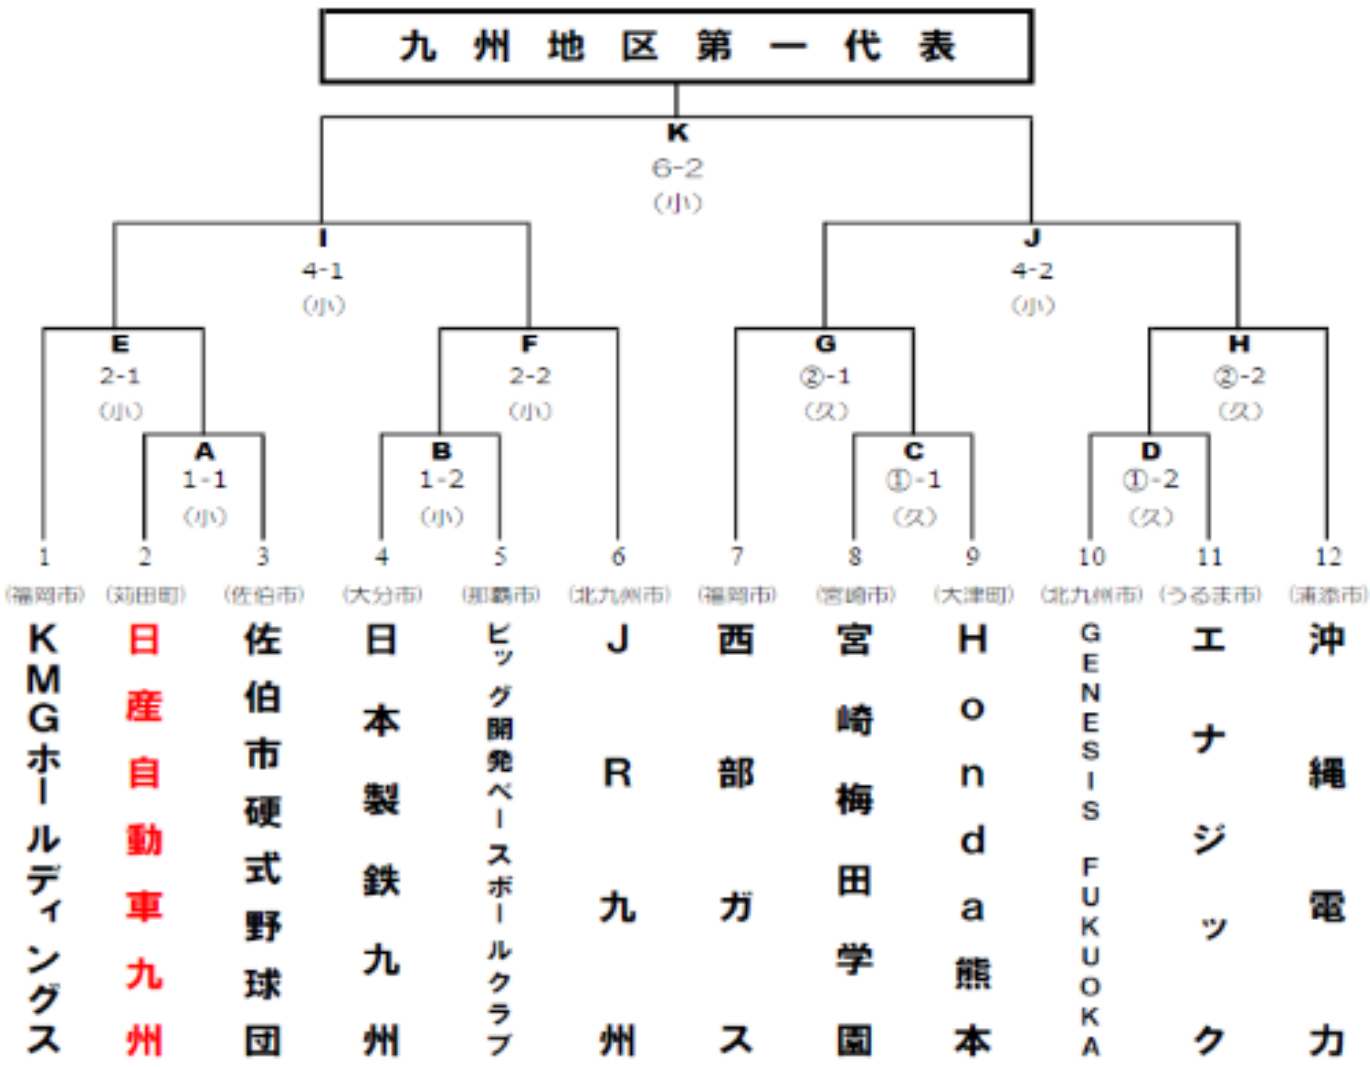 九州地区第一代表
K
6-2
(小)
I
4-1
(小)
J
4-2
(小)
E
2-1
(小)
F
2-2
(小)
G
②-1
(久)
H
②-2
(久)
A
1-1
(小)
B
1-2
(小)
C
①-1
(久)
D
①-2
(久)
1
2
3
4
5
6
7
8
9
10
11
12
(福岡市)
(苅田町)
(佐伯市)
(大分市)
(那覇市)
(北九州市)
(福岡市)
(宮崎市)
(大津町)
(北九州市)
(うるま市)
(浦添市)
KMGホールディングス
日産自動車九州
佐伯市硬式野球団
日本製鉄九州
ビッグ開発ベースボールクラブ
JR九州
西部ガス
宮崎梅田学園
Honda熊本
GENESIS FUKUOKA
エナジック
沖縄電力